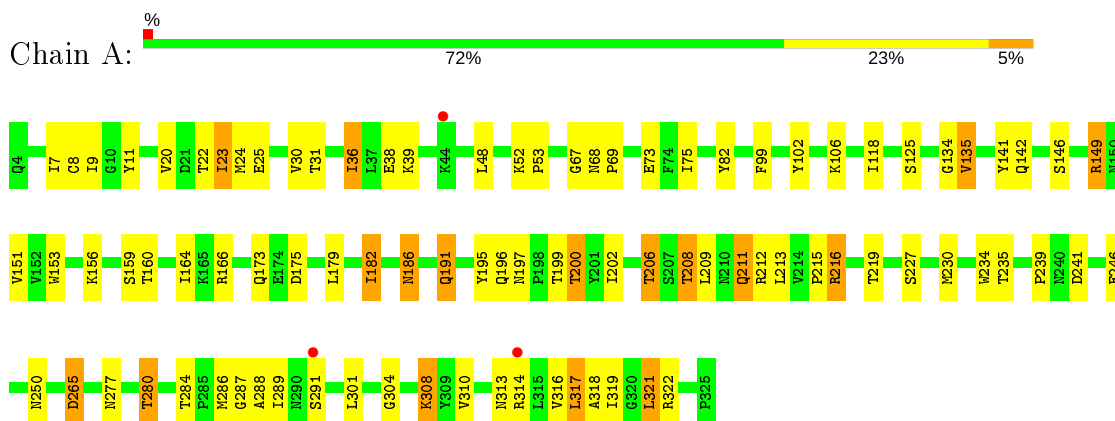 %
Chain A:
72% 23% 5%
Q4 I7 C8 I9 G10 Y11 V20 D21 T22 I23 M24 E25 V30 T31 I36 L37 E38 K39 K44 L48 K52 P53 G67 N68 P69 E73 F74 I75 Y82 F99 Y102 K106 I118 S125 G134 V135 Y141 Q142 S146 R149 N150
V151 V152 W153 K156 S159 T160 I164 K165 R166 Q173 E174 D175 L179 I182 N186 Q191 Y195 Q196 N197 P198 T199 T200 Y201 I202 T206 S207 T208 L209 N210 Q211 R212 L213 V214 P215 R216 T219 S227 M230 W234 T235 P239 N240 D241
N250 D265 N277 T280 T284 P285 M286 G287 A288 I289 N290 S291 L301 G304 K308 Y309 V310 N313 R314 L315 V316 L317 A318 I319 G320 L321 R322 P325